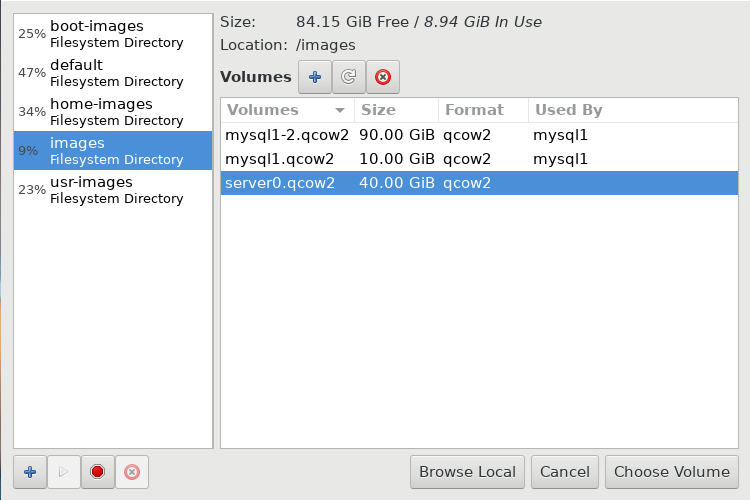 25% boot-images
Filesystem Directory
47% default
Filesystem Directory
34% home-images
Filesystem Directory
9% images
Filesystem Directory
23% usr-images
Filesystem Directory
Size: 84.15 GiB Free / 8.94 GiB In Use
Location: /images
Volumes
Volumes Size Format Used By
mysql1-2.qcow2 90.00 GiB qcow2 mysql1
mysql1.qcow2 10.00 GiB qcow2 mysql1
server0.qcow2 40.00 GiB qcow2
Browse Local Cancel Choose Volume